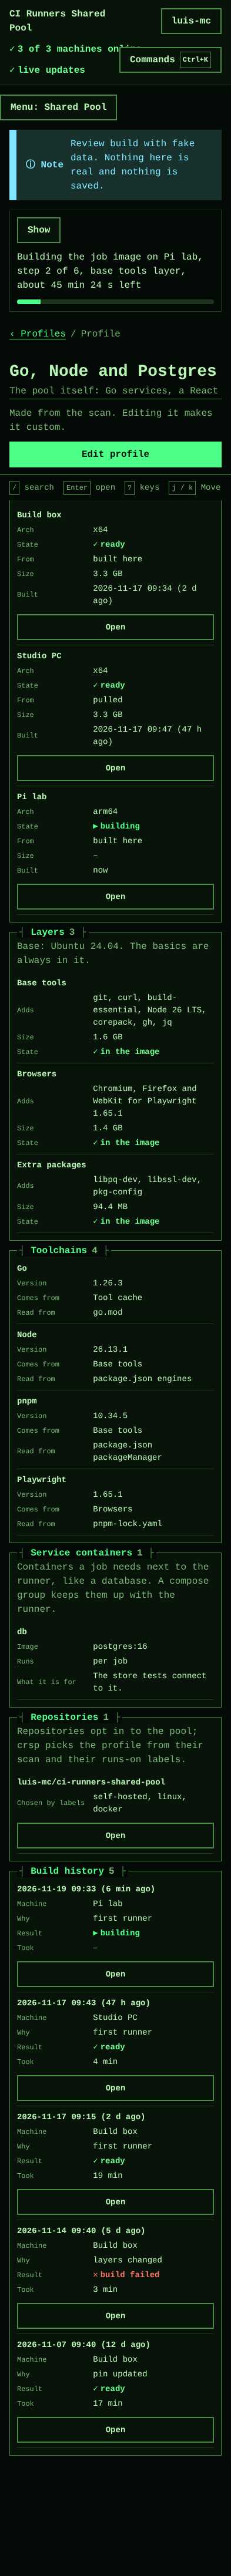 CI Runners Shared
Pool
luis-mc
✓ 3 of 3 machines online
Commands Ctrl+K
✓ live updates
Menu: Shared Pool
ⓘ Note
Review build with fake
data. Nothing here is
real and nothing is
saved.
Show
Building the job image on Pi lab,
step 2 of 6, base tools layer,
about 45 min 24 s left
‹ Profiles / Profile
Go, Node and Postgres
The pool itself: Go services, a React
Made from the scan. Editing it makes
it custom.
Edit profile
/ search Enter open ? keys j / k Move
Build box
Arch x64
State ✓ ready
From built here
Size 3.3 GB
Built 2026-11-17 09:34 (2 d
ago)
Open
Studio PC
Arch x64
State ✓ ready
From pulled
Size 3.3 GB
Built 2026-11-17 09:47 (47 h
ago)
Open
Pi lab
Arch arm64
State ▶ building
From built here
Size –
Built now
Open
Layers 3
Base: Ubuntu 24.04. The basics are
always in it.
Base tools
Adds git, curl, build-
essential, Node 26 LTS,
corepack, gh, jq
Size 1.6 GB
State ✓ in the image
Browsers
Adds Chromium, Firefox and
WebKit for Playwright
1.65.1
Size 1.4 GB
State ✓ in the image
Extra packages
Adds libpq-dev, libssl-dev,
pkg-config
Size 94.4 MB
State ✓ in the image
Toolchains 4
Go
Version 1.26.3
Comes from Tool cache
Read from go.mod
Node
Version 26.13.1
Comes from Base tools
Read from package.json engines
pnpm
Version 10.34.5
Comes from Base tools
Read from package.json
packageManager
Playwright
Version 1.65.1
Comes from Browsers
Read from pnpm-lock.yaml
Service containers 1
Containers a job needs next to the
runner, like a database. A compose
group keeps them up with the
runner.
db
Image postgres:16
Runs per job
What it is for The store tests connect
to it.
Repositories 1
Repositories opt in to the pool;
crsp picks the profile from their
scan and their runs-on labels.
luis-mc/ci-runners-shared-pool
Chosen by labels self-hosted, linux,
docker
Open
Build history 5
2026-11-19 09:33 (6 min ago)
Machine Pi lab
Why first runner
Result ▶ building
Took –
Open
2026-11-17 09:43 (47 h ago)
Machine Studio PC
Why first runner
Result ✓ ready
Took 4 min
Open
2026-11-17 09:15 (2 d ago)
Machine Build box
Why first runner
Result ✓ ready
Took 19 min
Open
2026-11-14 09:40 (5 d ago)
Machine Build box
Why layers changed
Result ✕ build failed
Took 3 min
Open
2026-11-07 09:40 (12 d ago)
Machine Build box
Why pin updated
Result ✓ ready
Took 17 min
Open